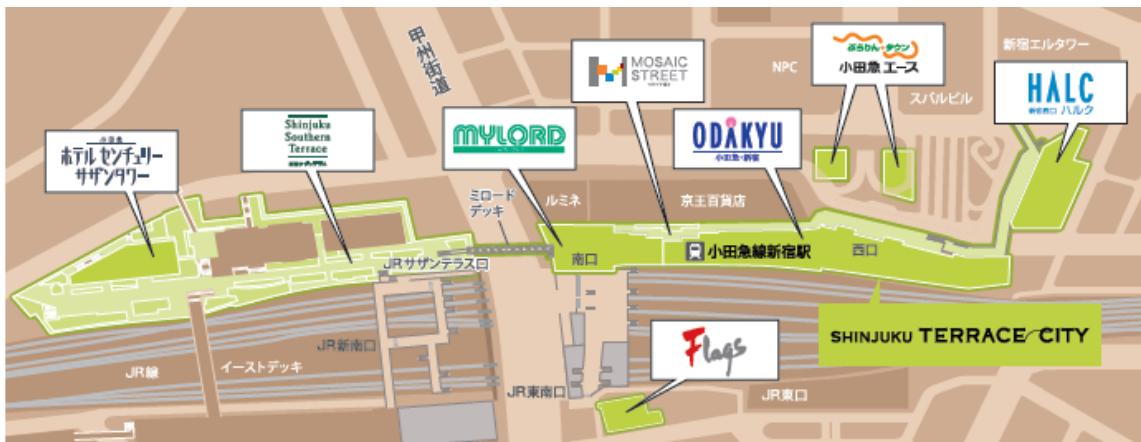 甲州街道
MOSAIC
STREET
NPC
ぷらりん・タウン
小田急 エース
新宿エルタワー
スバルビル
HALC
新宿西口 ハルク
小田急
ホテルセンチュリー
サザンタワー
Shinjuku
Southern
Terrace
MYLORD
ODAKYU
小田急・新宿
ミロード
デッキ
ルミネ
京王百貨店
JRサザンテラス口
南口
小田急線新宿駅
西口
SHINJUKU TERRACE CITY
JR新南口
Flags
JR線
イーストデッキ
JR東南口
JR東口